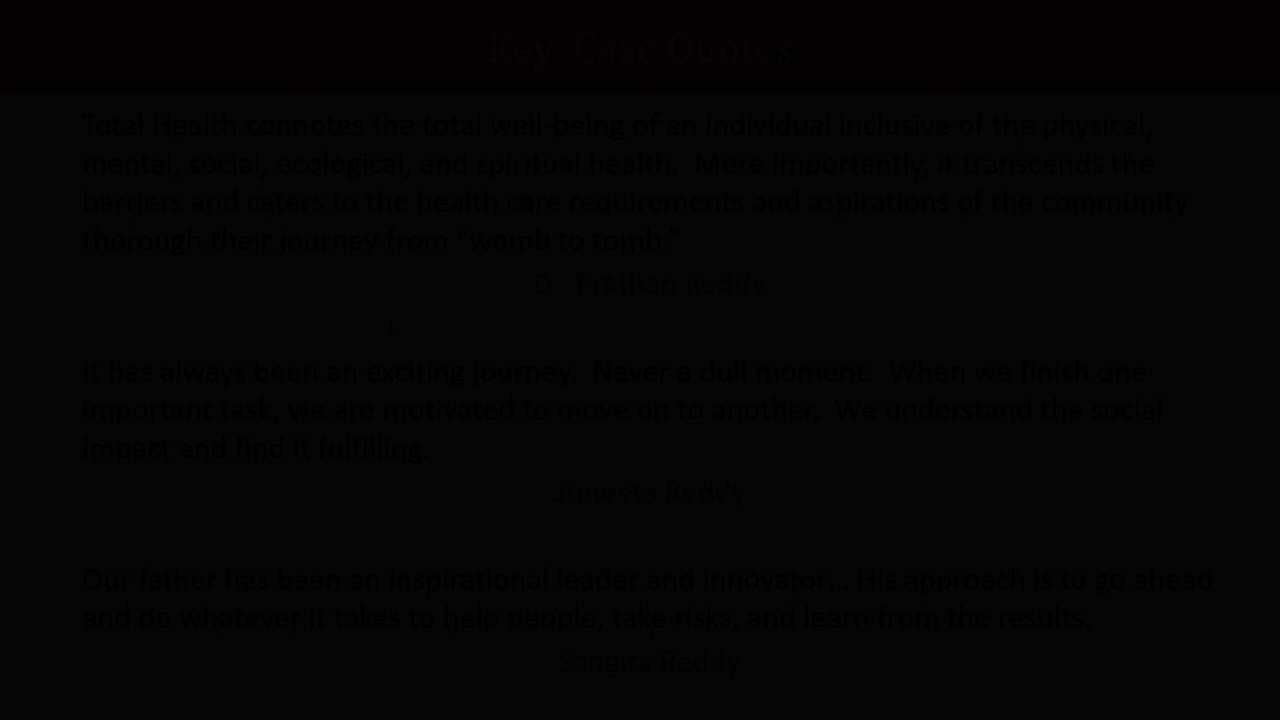 Key Case Quotes
Total Health connotes the total well-being of an individual inclusive of the physical,
mental, social, ecological, and spiritual health. More importantly, it transcends the
barriers and caters to the health care requirements and aspirations of the community
thorough their journey from “womb to tomb.”
Prathap Reddy
It has always been an exciting journey. Never a dull moment. When we finish one
important task, we are motivated to move on to another. We understand the social
impact and find it fulfilling.
Suneeta Reddy
Our father has been an inspirational leader and innovator... His approach is to go ahead
and do whatever it takes to help people, take risks, and learn from the results.
Sangita Reddy